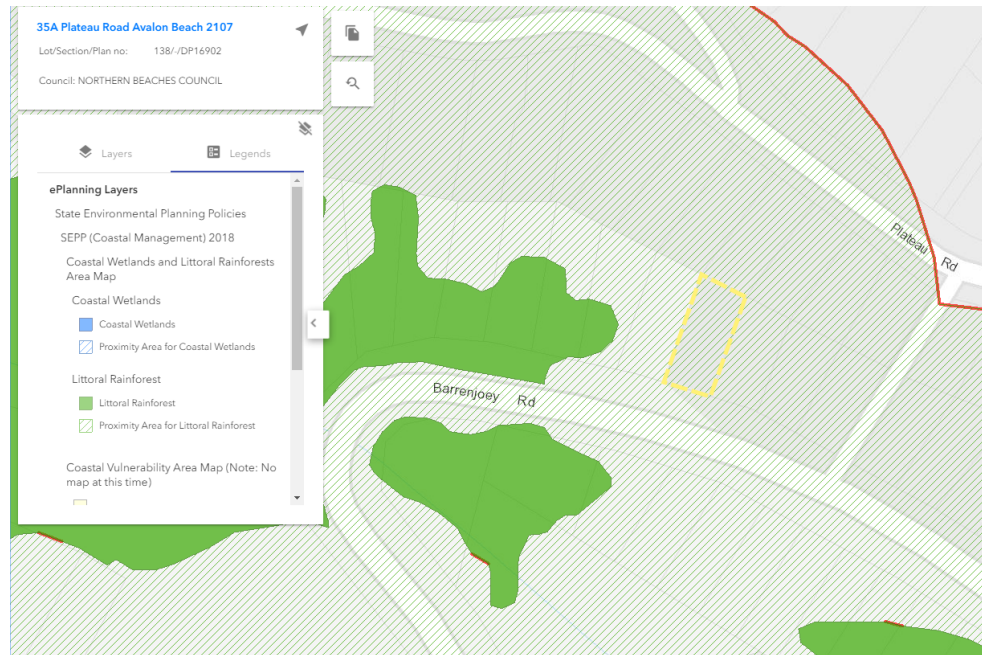 35A Plateau Road Avalon Beach 2107
Lot/Section/Plan no: 138/-/DP16902
Council: NORTHERN BEACHES COUNCIL
Layers
Legends
ePlanning Layers
State Environmental Planning Policies
SEPP (Coastal Management) 2018
Coastal Wetlands and Littoral Rainforests
Area Map
Coastal Wetlands
Coastal Wetlands
Proximity Area for Coastal Wetlands
Littoral Rainforest
Littoral Rainforest
Proximity Area for Littoral Rainforest
Coastal Vulnerability Area Map (Note: No
map at this time)
Plateau Rd
Barrenjoey Rd